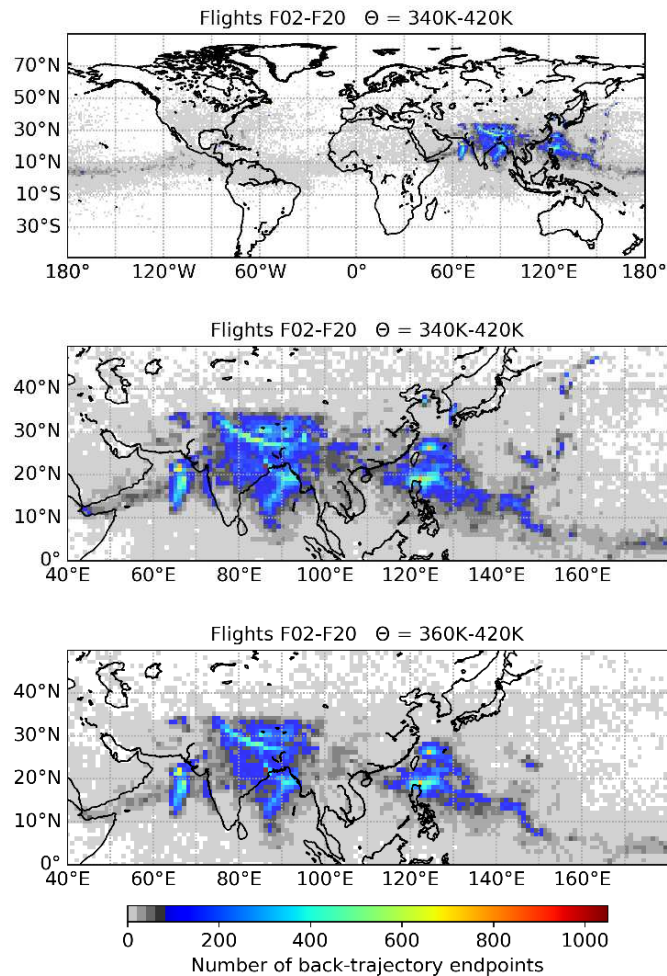 Flights F02-F20 Θ = 340K-420K
70°N
50°N
30°N
10°N
10°S
30°S
180° 120°W 60°W 0° 60°E 120°E 180°
Flights F02-F20 Θ = 340K-420K
40°N
30°N
20°N
10°N
0°
40°E 60°E 80°E 100°E 120°E 140°E 160°E
Flights F02-F20 Θ = 360K-420K
40°N
30°N
20°N
10°N
0°
40°E 60°E 80°E 100°E 120°E 140°E 160°E
0 200 400 600 800 1000
Number of back-trajectory endpoints